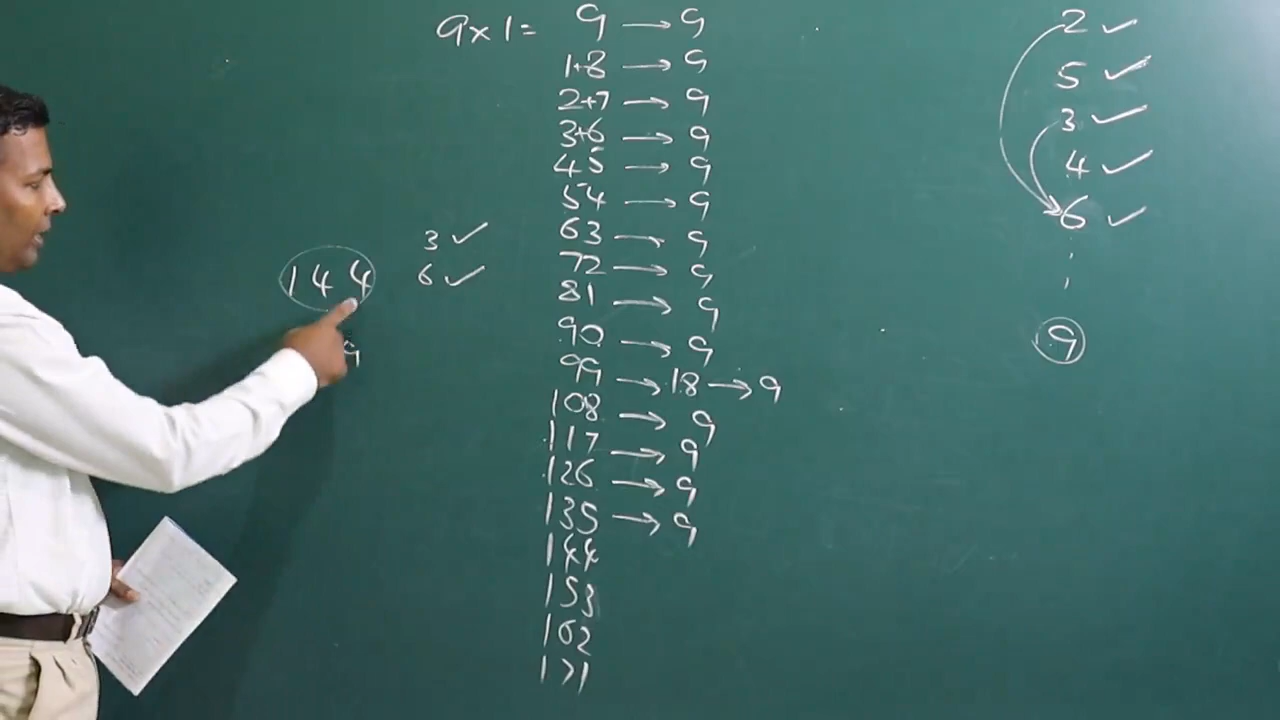 9x1= 9 → 9
1+8 → 9
2+7 → 9
3+6 → 9
45 → 9
54 → 9
63 → 9
72 → 9
81 → 9
90 → 9
99 → 18 → 9
108 → 9
117 → 9
126 → 9
135 → 9
144
153
162
171
144
9
3 ✓
6 ✓
2 ✓
5 ✓
3 ✓
4 ✓
6 ✓
9